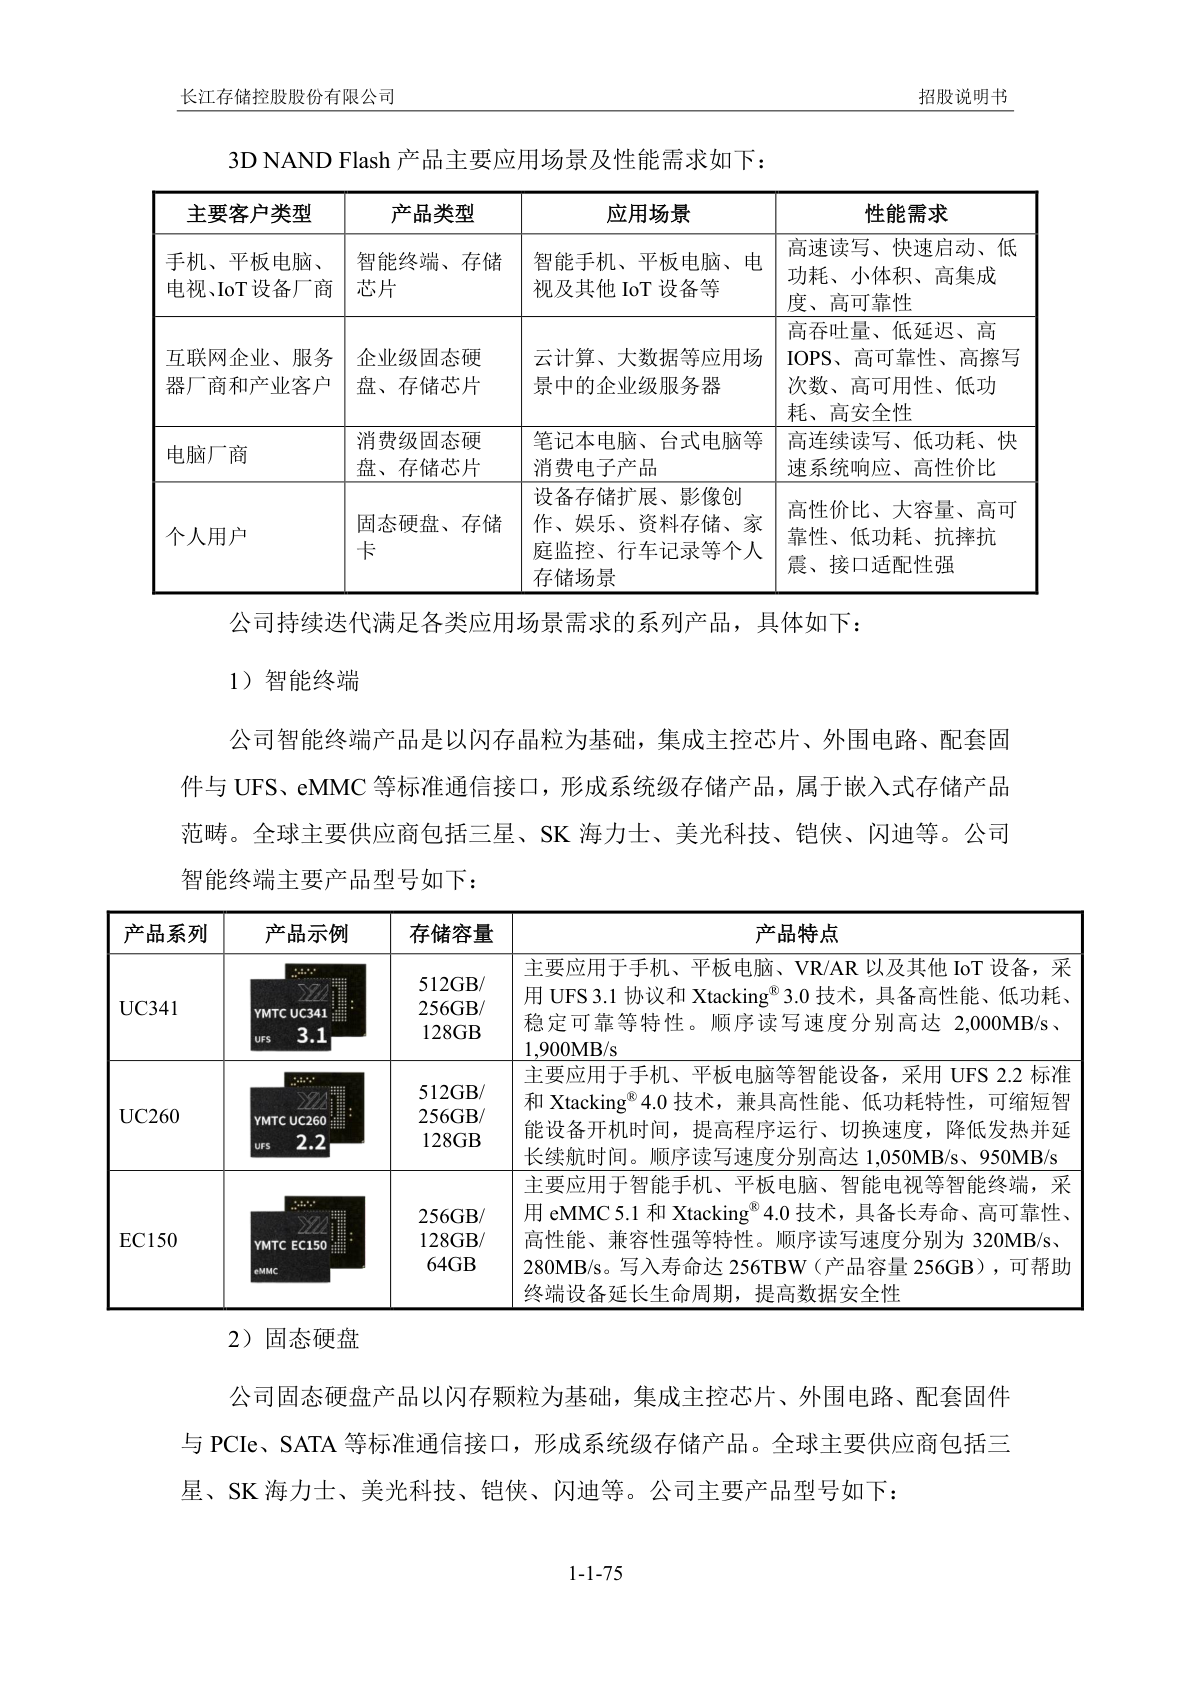 长江存储控股股份有限公司 招股说明书
3D NAND Flash 产品主要应用场景及性能需求如下：
主要客户类型 产品类型 应用场景 性能需求
手机、平板电脑、
电视、IoT 设备厂商
智能终端、存储
芯片
智能手机、平板电脑、电
视及其他 IoT 设备等
高速读写、快速启动、低
功耗、小体积、高集成
度、高可靠性
互联网企业、服务
器厂商和产业客户
企业级固态硬
盘、存储芯片
云计算、大数据等应用场
景中的企业级服务器
高吞吐量、低延迟、高
IOPS、高可靠性、高擦写
次数、高可用性、低功
耗、高安全性
电脑厂商
消费级固态硬
盘、存储芯片
笔记本电脑、台式电脑等
消费电子产品
高连续读写、低功耗、快
速系统响应、高性价比
个人用户
固态硬盘、存储
卡
设备存储扩展、影像创
作、娱乐、资料存储、家
庭监控、行车记录等个人
存储场景
高性价比、大容量、高可
靠性、低功耗、抗摔抗
震、接口适配性强
公司持续迭代满足各类应用场景需求的系列产品，具体如下：
1）智能终端
公司智能终端产品是以闪存晶粒为基础，集成主控芯片、外围电路、配套固
件与 UFS、eMMC 等标准通信接口，形成系统级存储产品，属于嵌入式存储产品
范畴。全球主要供应商包括三星、SK 海力士、美光科技、铠侠、闪迪等。公司
智能终端主要产品型号如下：
产品系列 产品示例 存储容量 产品特点
UC341
YMTC UC341
UFS 3.1
512GB/
256GB/
128GB
主要应用于手机、平板电脑、VR/AR 以及其他 IoT 设备，采
用 UFS 3.1 协议和 Xtacking® 3.0 技术，具备高性能、低功耗、
稳定可靠等特性。顺序读写速度分别高达 2,000MB/s、
1,900MB/s
UC260
YMTC UC260
UFS 2.2
512GB/
256GB/
128GB
主要应用于手机、平板电脑等智能设备，采用 UFS 2.2 标准
和 Xtacking® 4.0 技术，兼具高性能、低功耗特性，可缩短智
能设备开机时间，提高程序运行、切换速度，降低发热并延
长续航时间。顺序读写速度分别高达 1,050MB/s、950MB/s
EC150
YMTC EC150
eMMC
256GB/
128GB/
64GB
主要应用于智能手机、平板电脑、智能电视等智能终端，采
用 eMMC 5.1 和 Xtacking® 4.0 技术，具备长寿命、高可靠性、
高性能、兼容性强等特性。顺序读写速度分别为 320MB/s、
280MB/s。写入寿命达 256TBW（产品容量 256GB），可帮助
终端设备延长生命周期，提高数据安全性
2）固态硬盘
公司固态硬盘产品以闪存颗粒为基础，集成主控芯片、外围电路、配套固件
与 PCIe、SATA 等标准通信接口，形成系统级存储产品。全球主要供应商包括三
星、SK 海力士、美光科技、铠侠、闪迪等。公司主要产品型号如下：
1-1-75